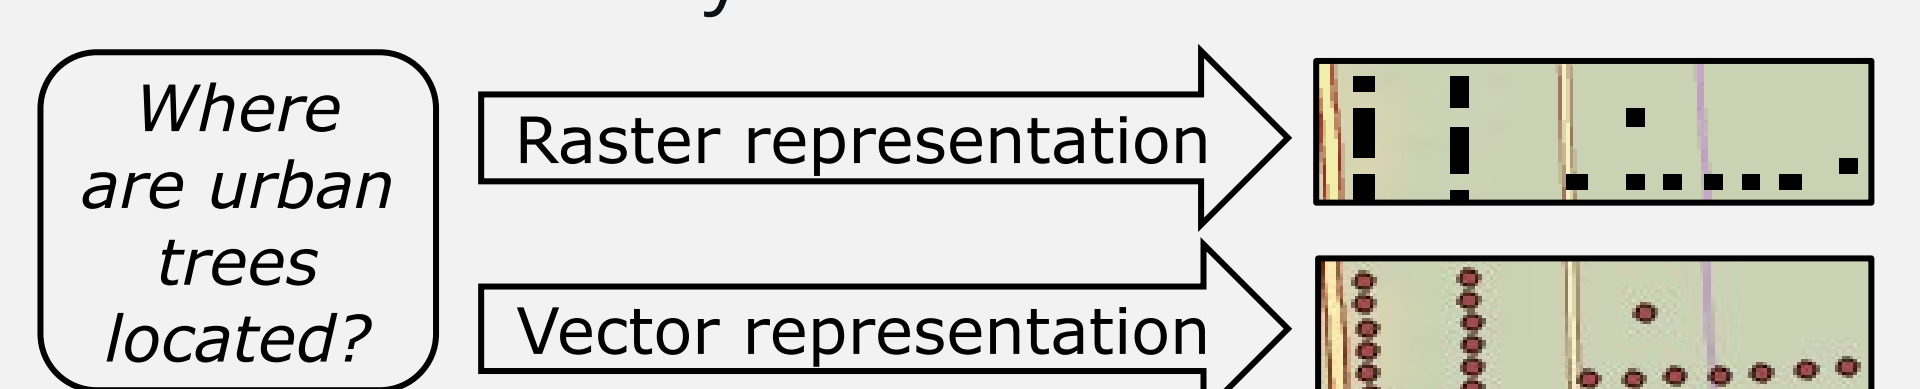 Where
are urban
trees
located?
Raster representation
Vector representation